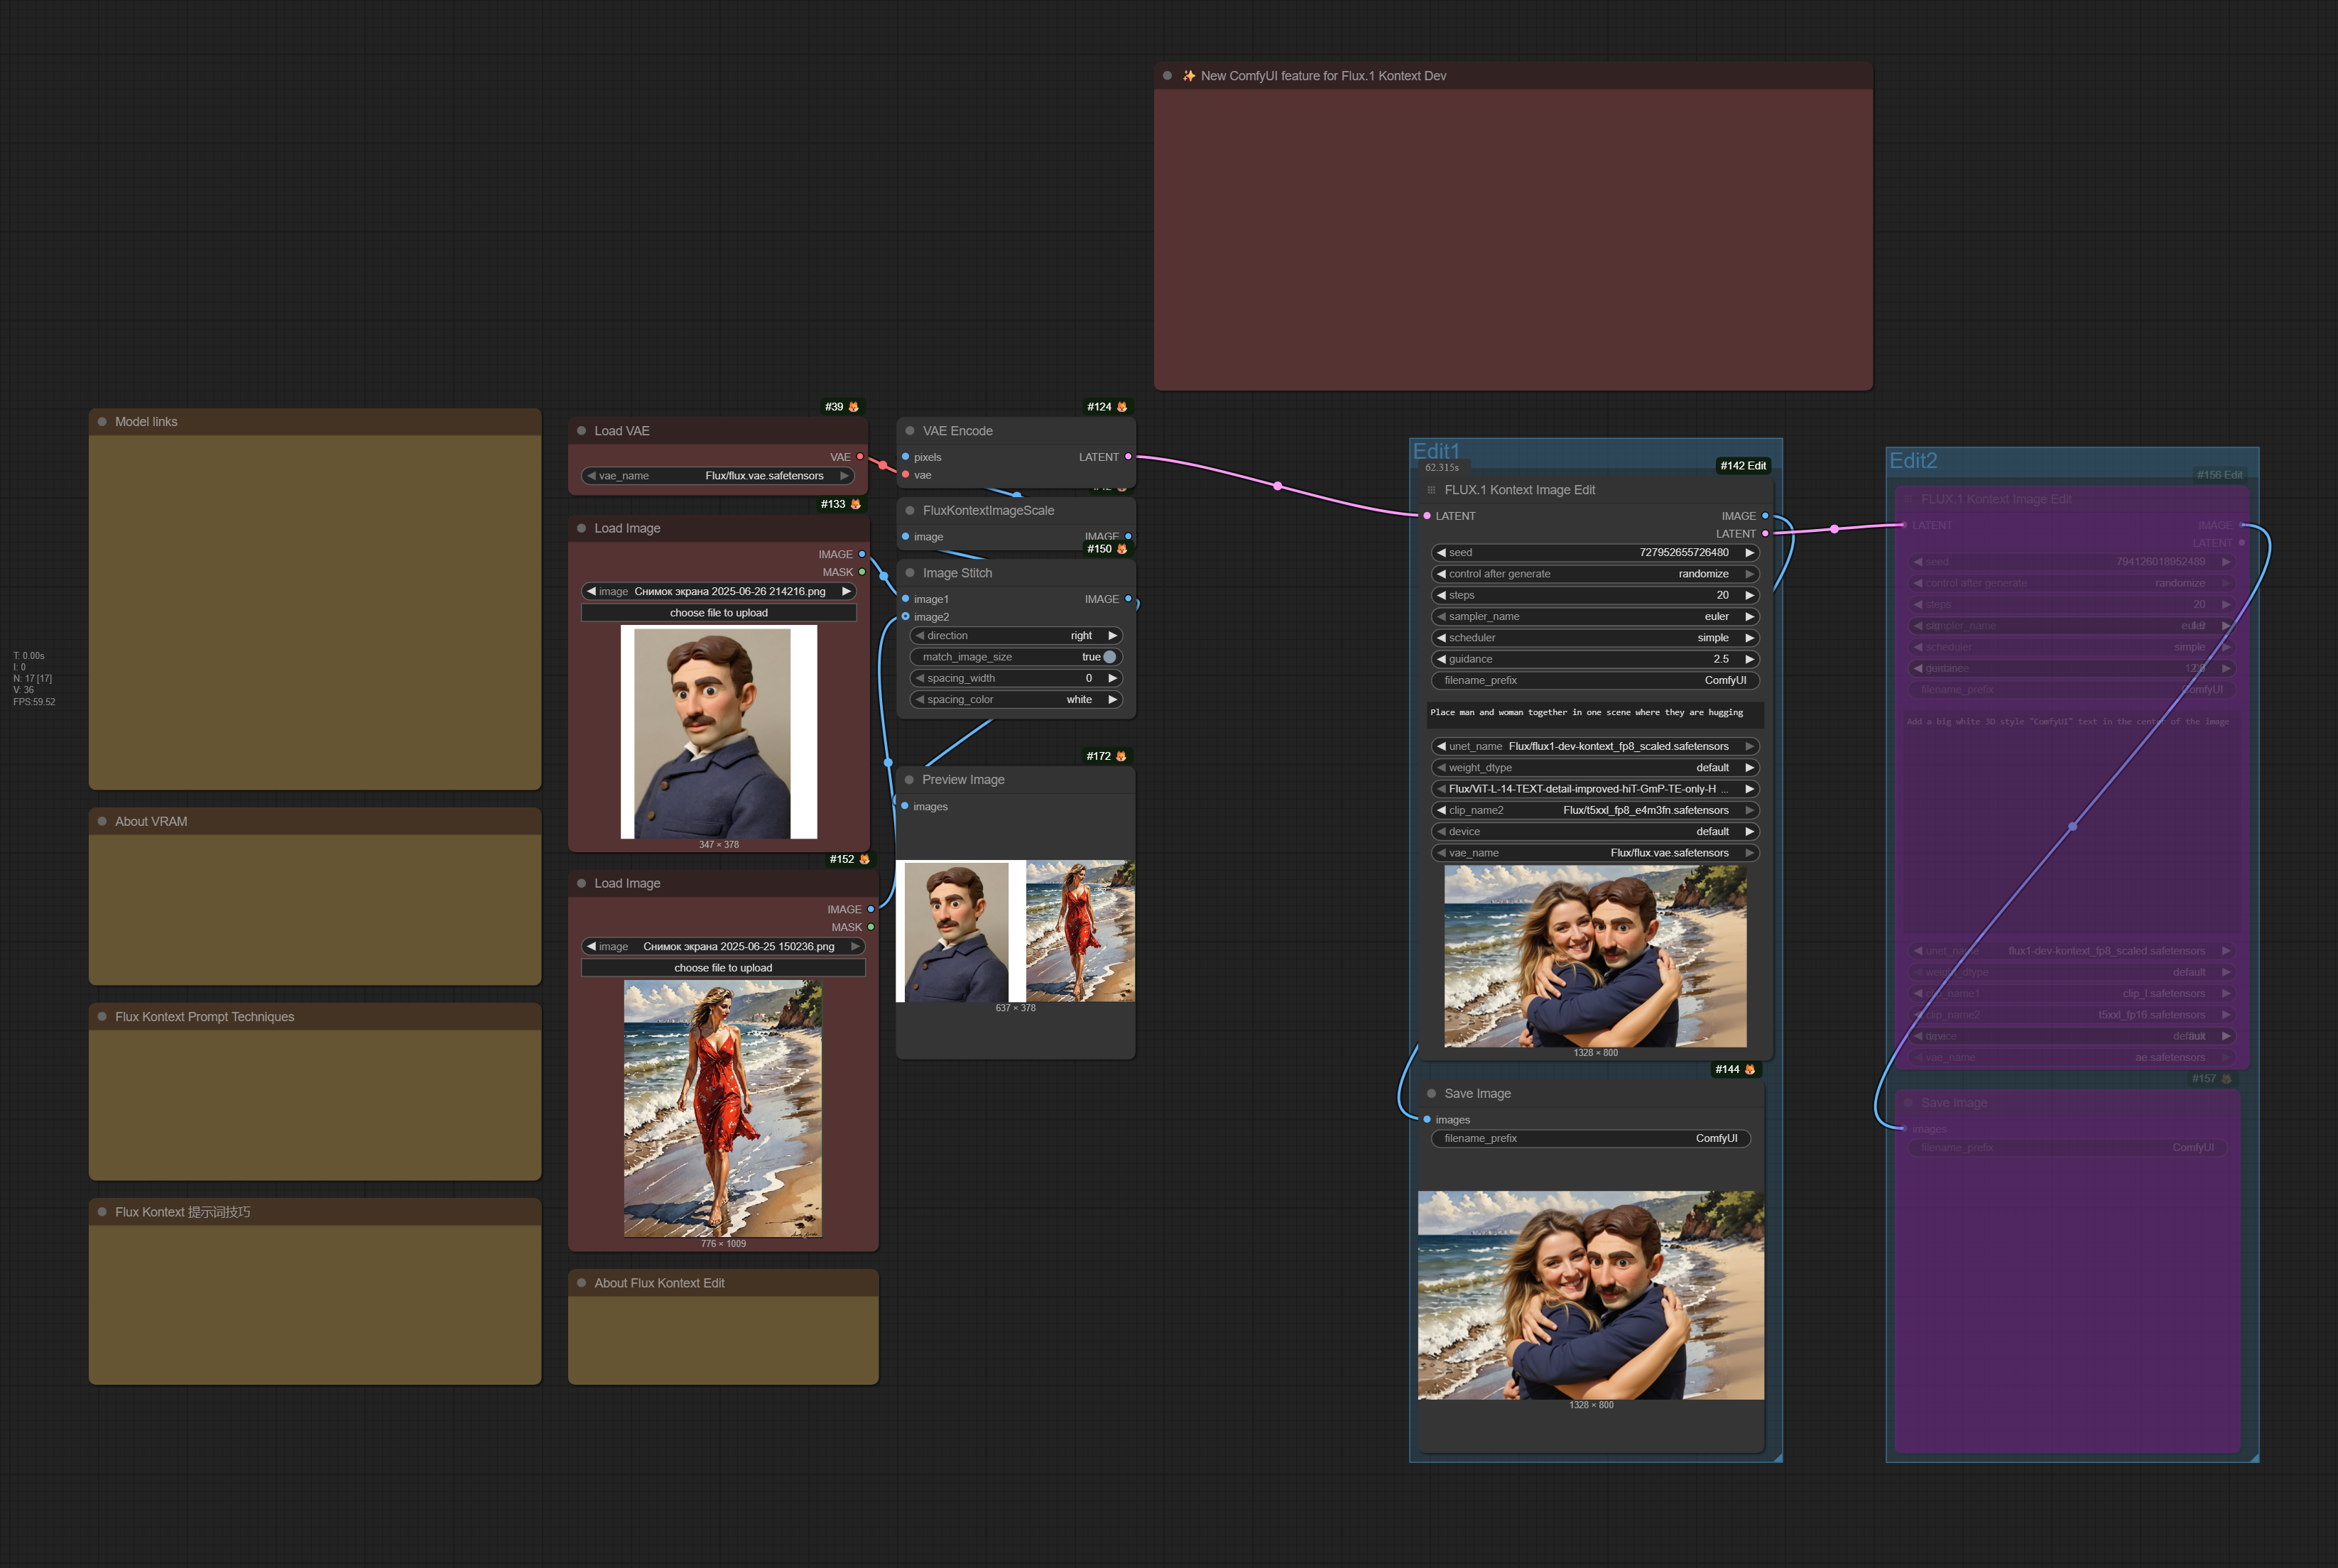 ✨ New ComfyUI feature for Flux.1 Kontext Dev
T: 0.00s
I: 0
N: 17 [17]
V: 36
FPS:59.52
Model links
About VRAM
Flux Kontext Prompt Techniques
Flux Kontext 提示词技巧
#39
Load VAE
VAE
vae_name Flux/flux.vae.safetensors
#133
Load Image
IMAGE
MASK
image Снимок экрана 2025-06-26 214216.png
choose file to upload
347 × 378
#152
Load Image
IMAGE
MASK
image Снимок экрана 2025-06-25 150236.png
choose file to upload
776 × 1009
About Flux Kontext Edit
#124
VAE Encode
pixels LATENT
vae
FluxKontextImageScale
image IMAGE
#150
Image Stitch
image1 IMAGE
image2
direction right
match_image_size true
spacing_width 0
spacing_color white
#172
Preview Image
images
637 × 378
Edit1
62.315s
#142 Edit
FLUX.1 Kontext Image Edit
LATENT IMAGE
LATENT
seed 727952655726480
control after generate randomize
steps 20
sampler_name euler
scheduler simple
guidance 2.5
filename_prefix ComfyUI
Place man and woman together in one scene where they are hugging
unet_name Flux/flux1-dev-kontext_fp8_scaled.safetensors
weight_dtype default
Flux/ViT-L-14-TEXT-detail-improved-hiT-GmP-TE-only-H ...
clip_name2 Flux/t5xxl_fp8_e4m3fn.safetensors
device default
vae_name Flux/flux.vae.safetensors
1328 × 800
#144
Save Image
images
filename_prefix ComfyUI
1328 × 800
Edit2
#156 Edit
FLUX.1 Kontext Image Edit
LATENT IMAGE
LATENT
seed 794126018952489
control after generate randomize
steps 20
sampler_name
scheduler simple
guidance
filename_prefix ComfyUI
Add a big white 3D style "ComfyUI" text in the center of the image
unet_name flux1-dev-kontext_fp8_scaled.safetensors
weight_dtype default
clip_name1 clip_l.safetensors
clip_name2 t5xxl_fp16.safetensors
vae_name ae.safetensors
#157
Save Image
images
filename_prefix ComfyUI